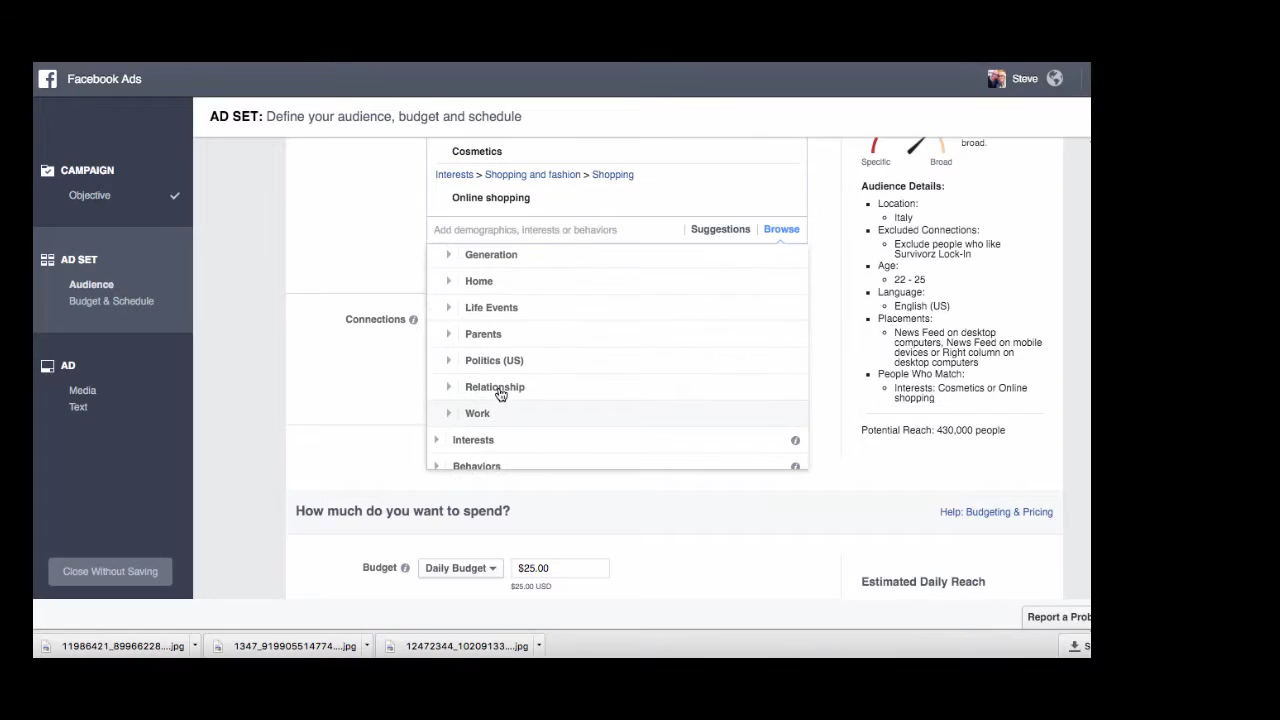 Facebook Ads
Steve
AD SET: Define your audience, budget and schedule
CAMPAIGN
Objective
AD SET
Audience
Budget & Schedule
AD
Media
Text
Close Without Saving
Cosmetics
Interests > Shopping and fashion > Shopping
Online shopping
Add demographics, interests or behaviors
Suggestions
Browse
Generation
Home
Life Events
Parents
Politics (US)
Relationship
Work
Interests
Behaviors
Connections
How much do you want to spend?
Help: Budgeting & Pricing
Budget
Daily Budget
$25.00
$25.00 USD
broad.
Specific
Broad
Audience Details:
Location:
Italy
Excluded Connections:
Exclude people who like
Survivorz Lock-In
Age:
22 - 25
Language:
English (US)
Placements:
News Feed on desktop
computers, News Feed on mobile
devices or Right column on
desktop computers
People Who Match:
Interests: Cosmetics or Online
shopping
Potential Reach: 430,000 people
Estimated Daily Reach
Report a Prob
11986421_89966228....jpg
1347_919905514774....jpg
12472344_10209133....jpg
S